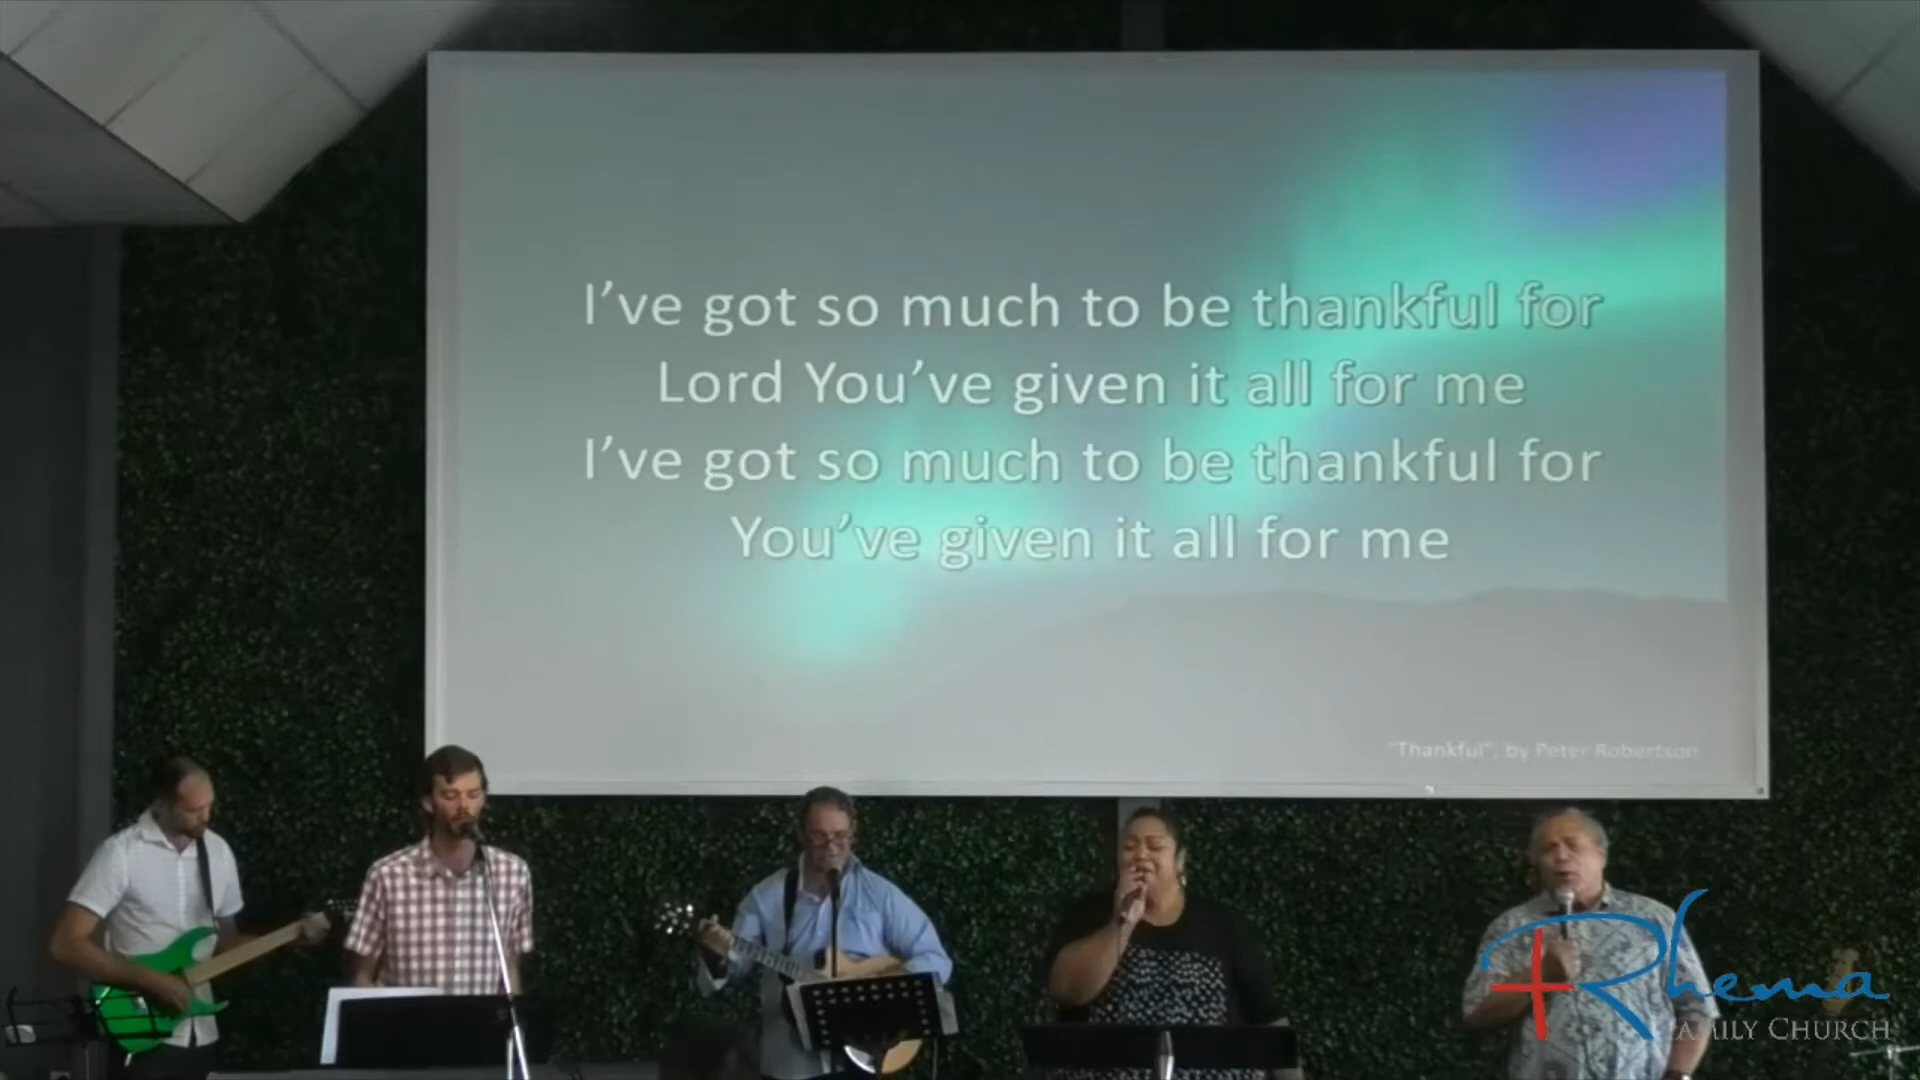 I've got so much to be thankful for
Lord You've given it all for me
I've got so much to be thankful for
You've given it all for me
"Thankful", by Peter Robertson
Rhema
Family Church